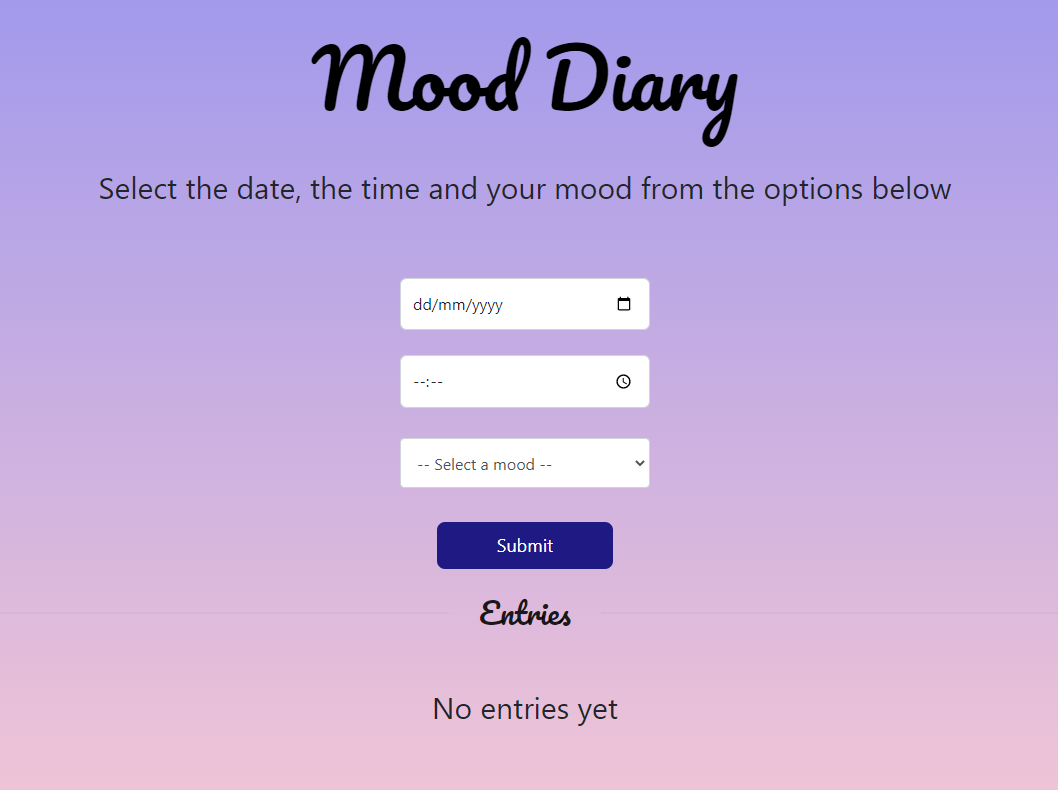 Mood Diary
Select the date, the time and your mood from the options below
dd/mm/yyyy
--:--
-- Select a mood --
Submit
Entries
No entries yet